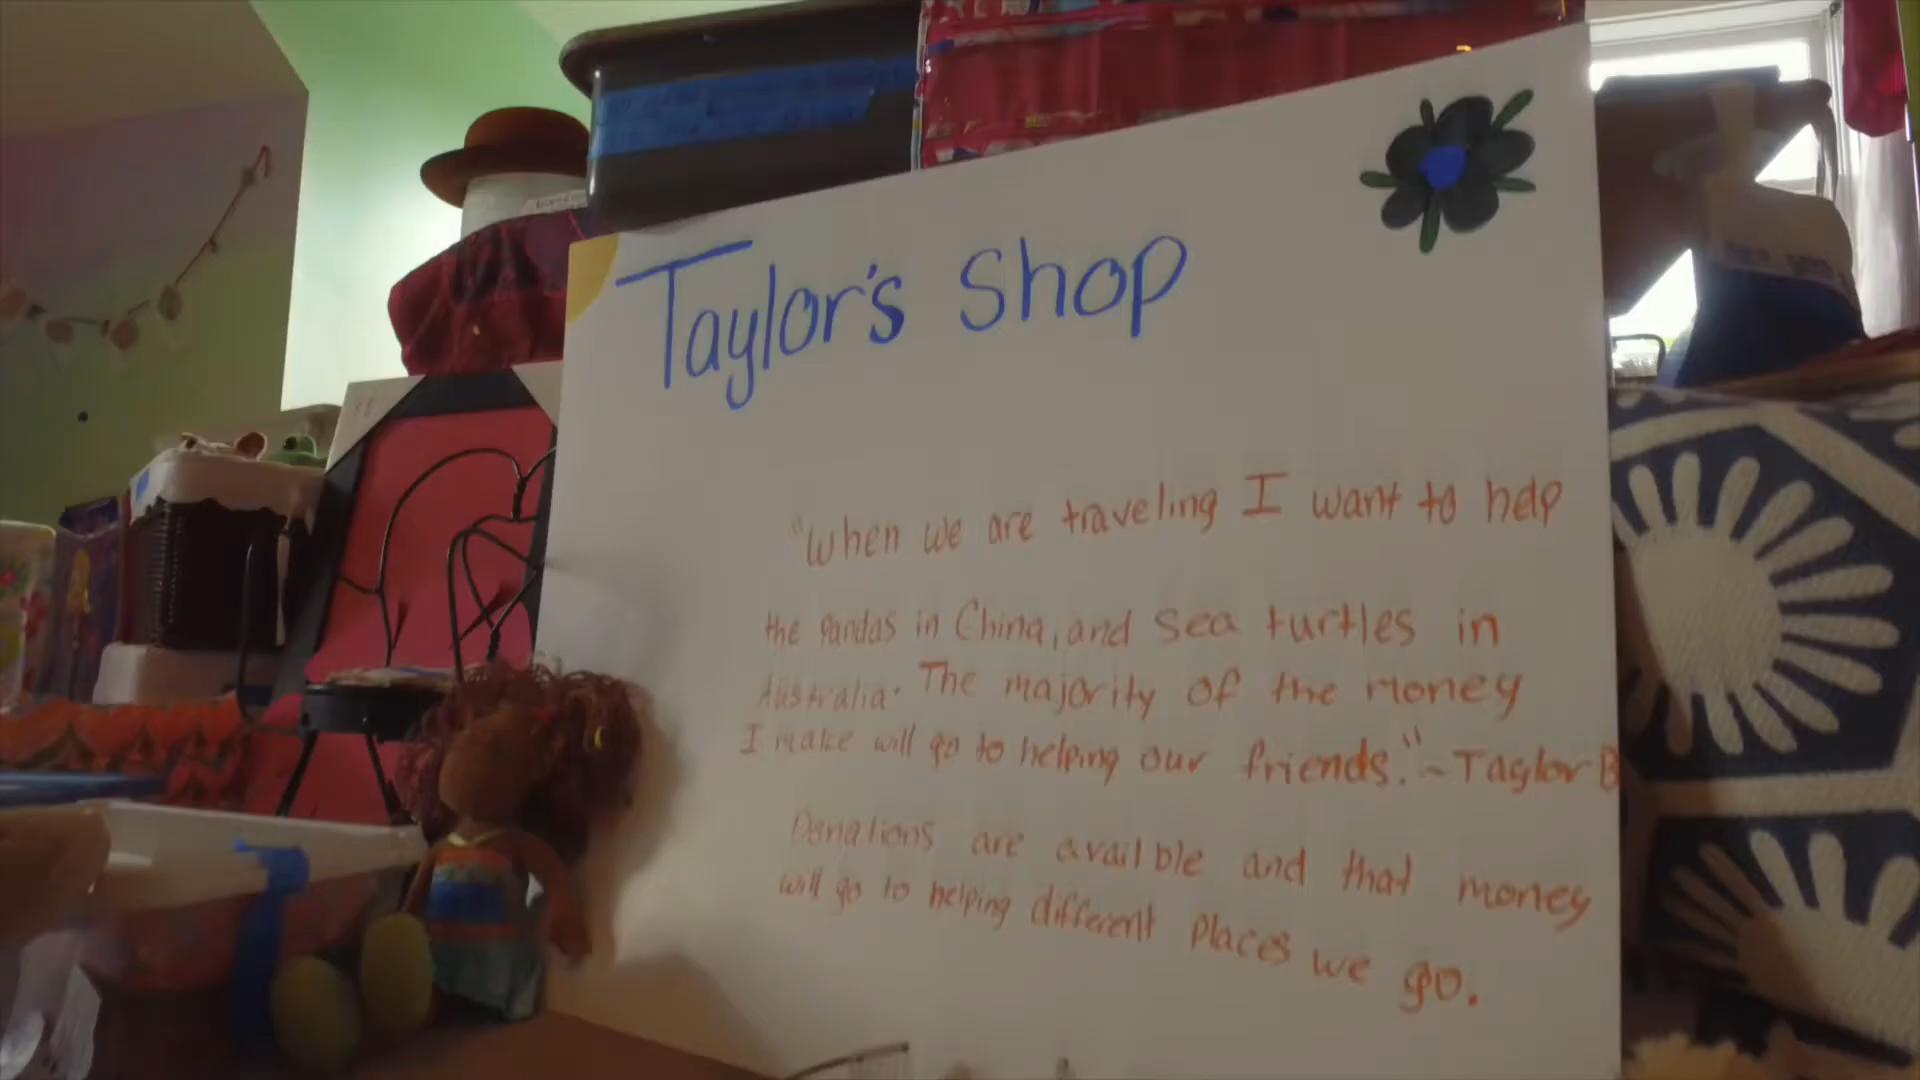 Taylor's Shop
"When we are traveling I want to help
the pandas in China, and Sea turtles in
Australia. The majority of the money
I make will go to helping our friends." ~Taylor B
Donations are availble and that money
will go to helping different places we go.